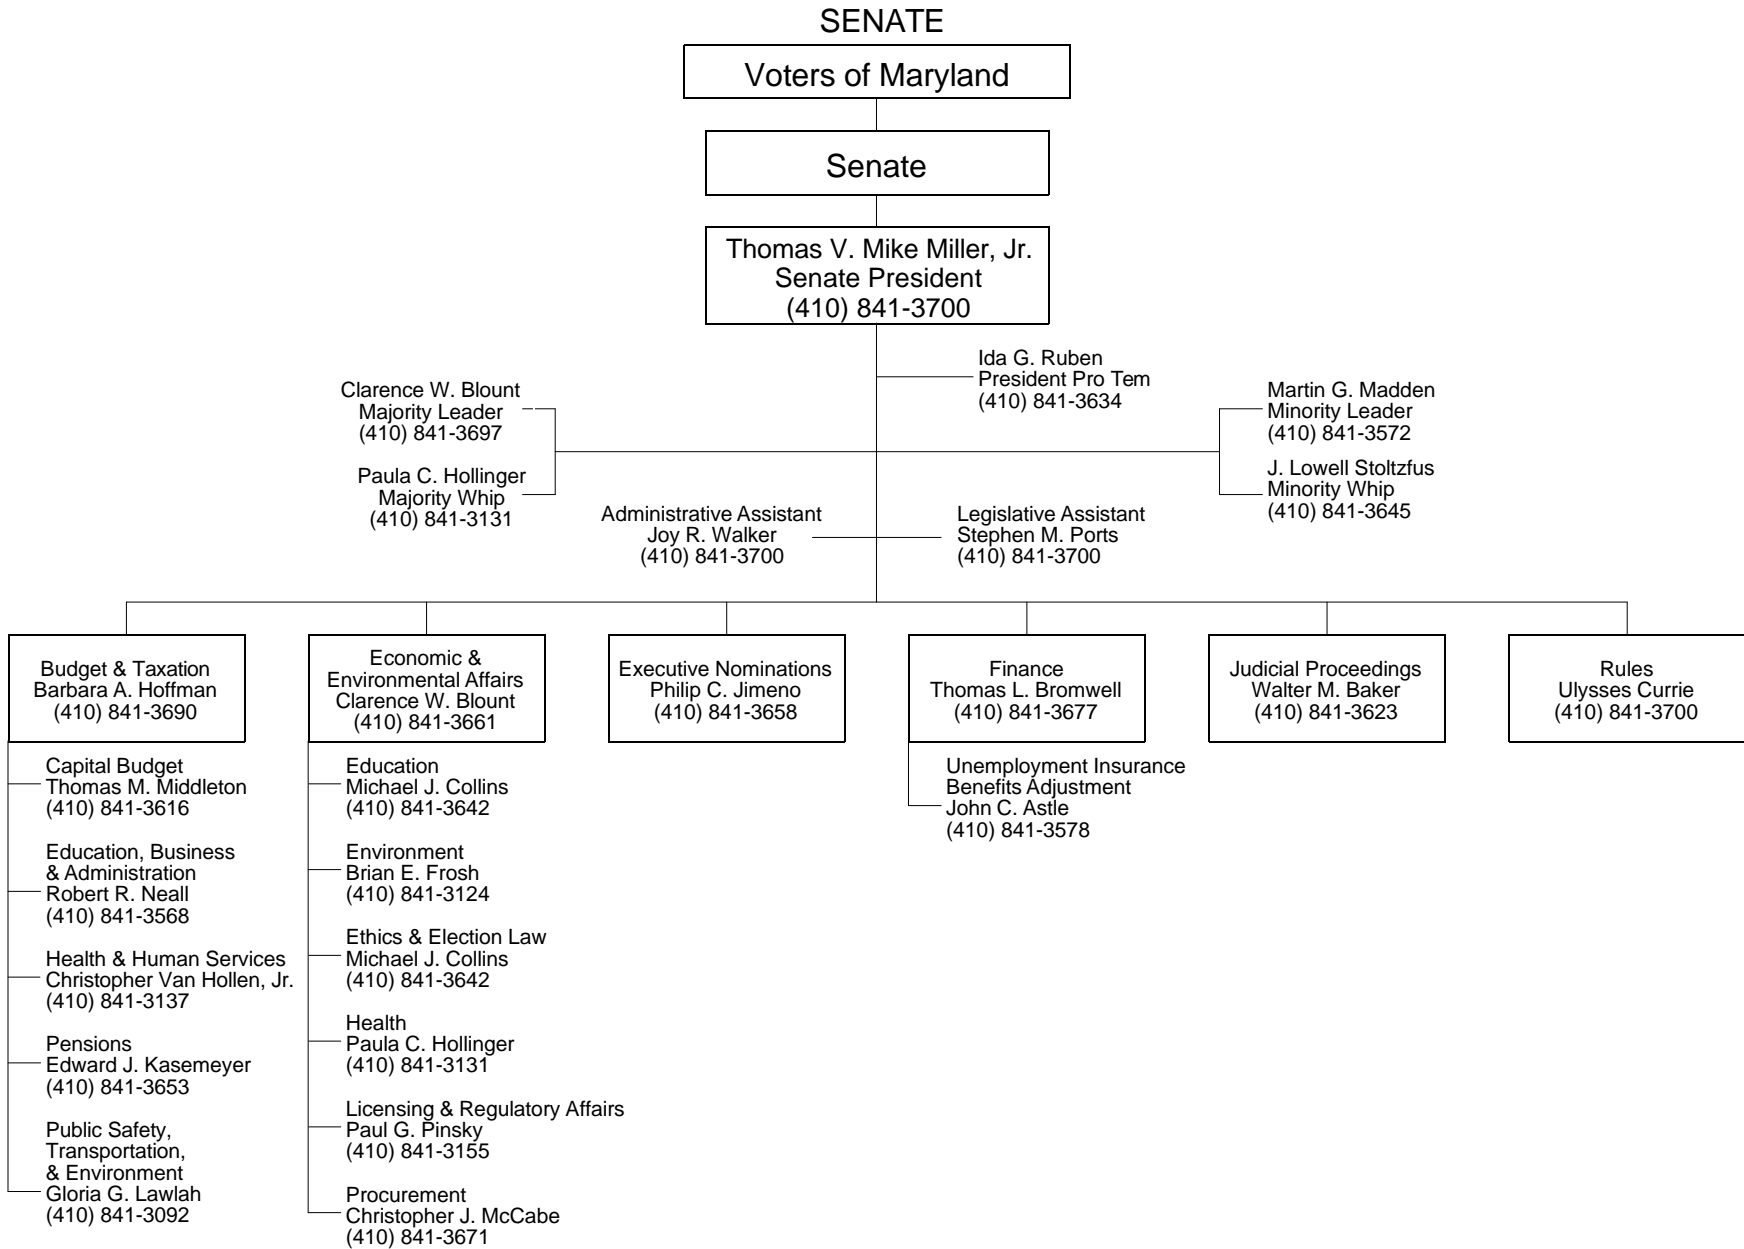 SENATE
Voters of Maryland
Senate
Thomas V. Mike Miller, Jr.
Senate President
(410) 841-3700
Ida G. Ruben
President Pro Tem
(410) 841-3634
Clarence W. Blount
Majority Leader
(410) 841-3697
Paula C. Hollinger
Majority Whip
(410) 841-3131
Martin G. Madden
Minority Leader
(410) 841-3572
J. Lowell Stoltzfus
Minority Whip
(410) 841-3645
Administrative Assistant
Joy R. Walker
(410) 841-3700
Legislative Assistant
Stephen M. Ports
(410) 841-3700
Budget & Taxation
Barbara A. Hoffman
(410) 841-3690
Capital Budget
Thomas M. Middleton
(410) 841-3616
Education, Business
& Administration
Robert R. Neall
(410) 841-3568
Health & Human Services
Christopher Van Hollen, Jr.
(410) 841-3137
Pensions
Edward J. Kasemeyer
(410) 841-3653
Public Safety,
Transportation,
& Environment
Gloria G. Lawlah
(410) 841-3092
Economic &
Environmental Affairs
Clarence W. Blount
(410) 841-3661
Education
Michael J. Collins
(410) 841-3642
Environment
Brian E. Frosh
(410) 841-3124
Ethics & Election Law
Michael J. Collins
(410) 841-3642
Health
Paula C. Hollinger
(410) 841-3131
Licensing & Regulatory Affairs
Paul G. Pinsky
(410) 841-3155
Procurement
Christopher J. McCabe
(410) 841-3671
Executive Nominations
Philip C. Jimeno
(410) 841-3658
Finance
Thomas L. Bromwell
(410) 841-3677
Unemployment Insurance
Benefits Adjustment
John C. Astle
(410) 841-3578
Judicial Proceedings
Walter M. Baker
(410) 841-3623
Rules
Ulysses Currie
(410) 841-3700